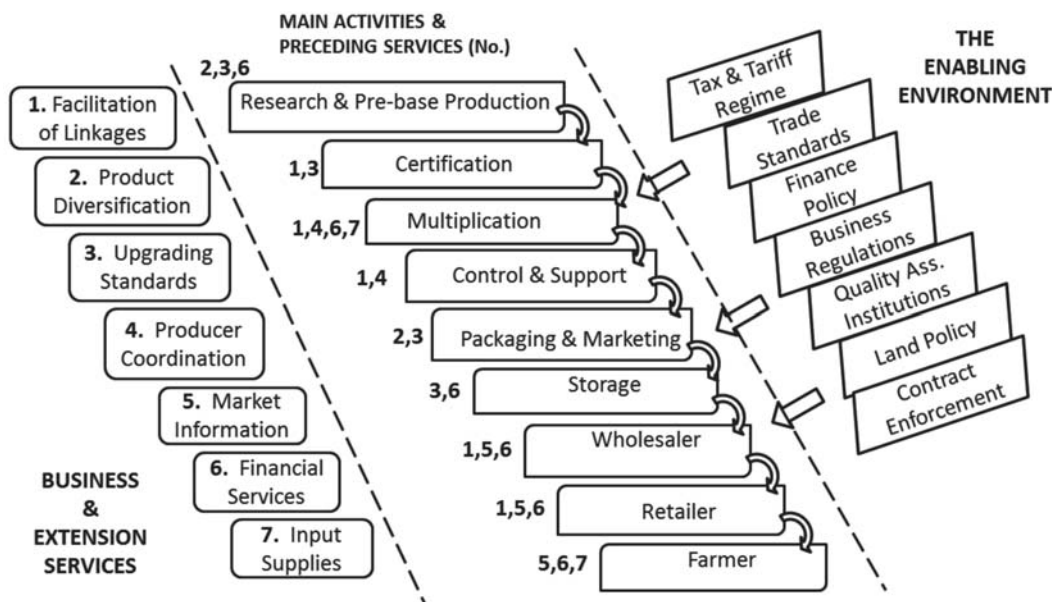 MAIN ACTIVITIES &
PRECEDING SERVICES (No.)
THE
ENABLING
ENVIRONMENT
1. Facilitation
of Linkages
2. Product
Diversification
3. Upgrading
Standards
4. Producer
Coordination
5. Market
Information
6. Financial
Services
7. Input
Supplies
BUSINESS
&
EXTENSION
SERVICES
2,3,6
Research & Pre-base Production
1,3
Certification
1,4,6,7
Multiplication
1,4
Control & Support
2,3
Packaging & Marketing
3,6
Storage
1,5,6
Wholesaler
1,5,6
Retailer
5,6,7
Farmer
Tax & Tariff
Regime
Trade
Standards
Finance
Policy
Business
Regulations
Quality Ass.
Institutions
Land Policy
Contract
Enforcement